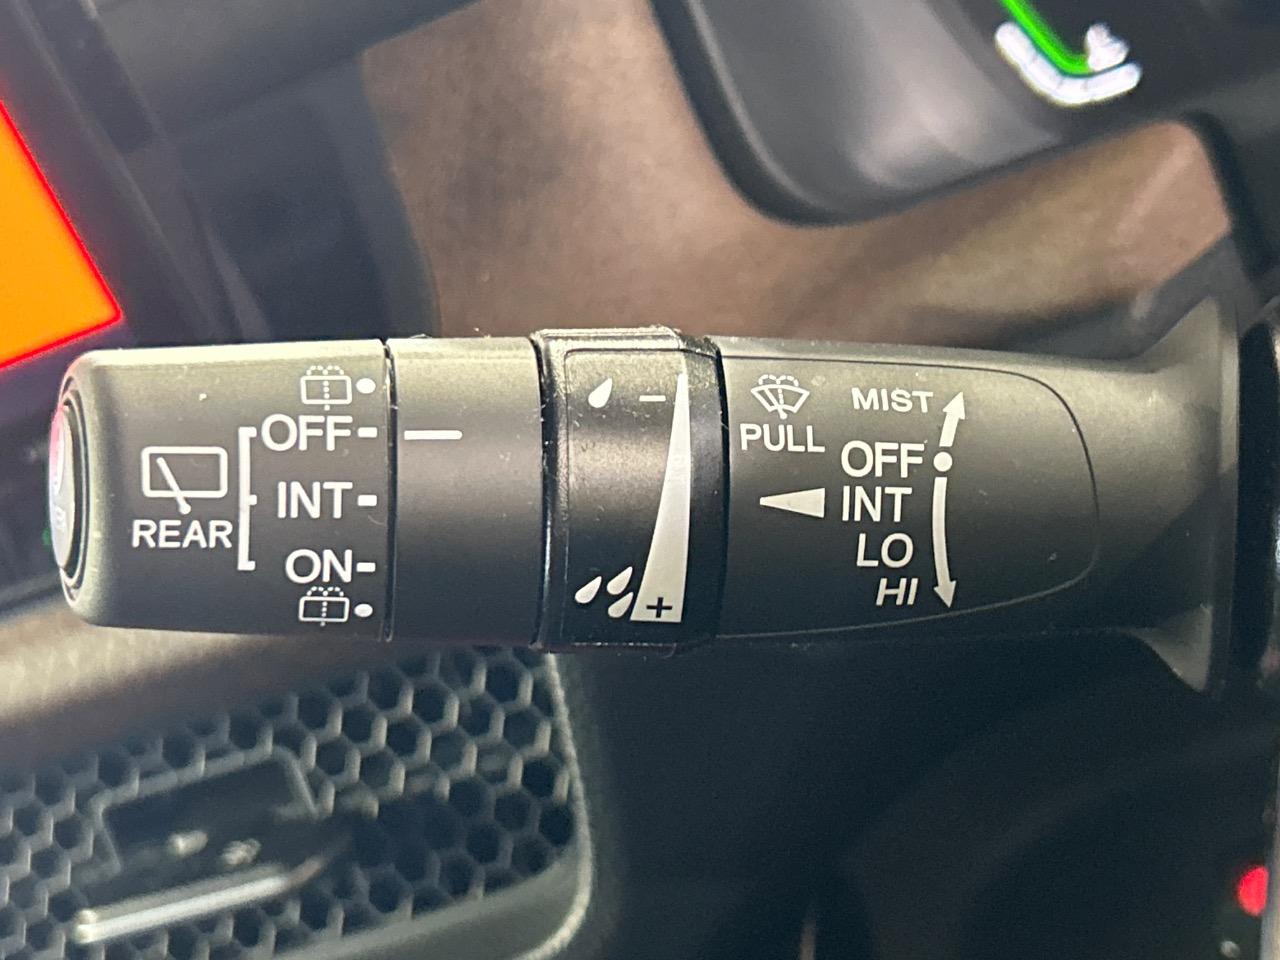 OFF
INT
REAR
ON
−
+
PULL
MIST
OFF
INT
LO
HI